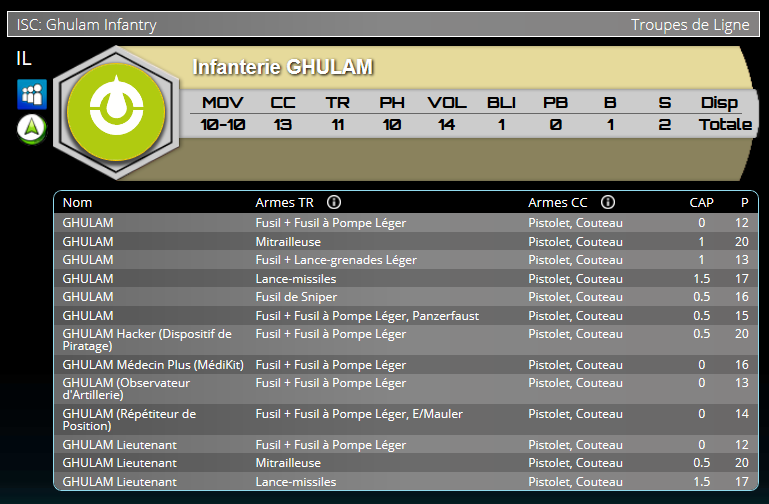 ISC: Ghulam Infantry Troupes de Ligne
IL
Infanterie GHULAM
MOV CC TR PH VOL BLI PB B S Disp
10-10 13 11 10 14 1 0 1 2 Totale
Nom Armes TR Armes CC CAP P
GHULAM Fusil + Fusil à Pompe Léger Pistolet, Couteau 0 12
GHULAM Mitrailleuse Pistolet, Couteau 1 20
GHULAM Fusil + Lance-grenades Léger Pistolet, Couteau 1 13
GHULAM Lance-missiles Pistolet, Couteau 1.5 17
GHULAM Fusil de Sniper Pistolet, Couteau 0.5 16
GHULAM Fusil + Fusil à Pompe Léger, Panzerfaust Pistolet, Couteau 0.5 15
GHULAM Hacker (Dispositif de Fusil + Fusil à Pompe Léger Pistolet, Couteau 0.5 20
Piratage)
GHULAM Médecin Plus (MédiKit) Fusil + Fusil à Pompe Léger Pistolet, Couteau 0 16
GHULAM (Observateur Fusil + Fusil à Pompe Léger Pistolet, Couteau 0 13
d'Artillerie)
GHULAM (Répétiteur de Fusil + Fusil à Pompe Léger, E/Mauler Pistolet, Couteau 0 14
Position)
GHULAM Lieutenant Fusil + Fusil à Pompe Léger Pistolet, Couteau 0 12
GHULAM Lieutenant Mitrailleuse Pistolet, Couteau 0.5 20
GHULAM Lieutenant Lance-missiles Pistolet, Couteau 1.5 17